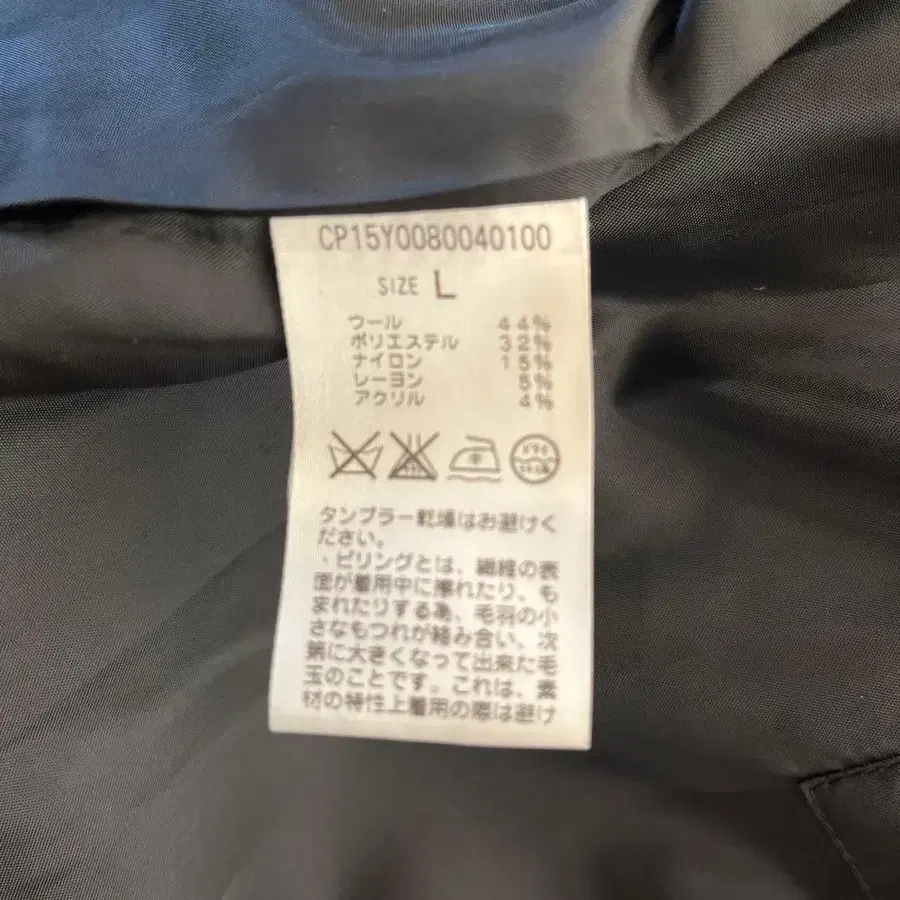 CP15Y0080040100
SIZE L
ウール 44%
ポリエステル 32%
ナイロン 15%
レーヨン 5%
アクリル 4%
タンブラー乾燥はお避けく
ださい。
・ピリングとは、繊維の表
面が着用中に擦れたり、も
まれたりする為、毛羽の小
さなもつれが絡み合い、次
第に大きくなって出来た毛
玉のことです。これは、素
材の特性上着用の際は避け